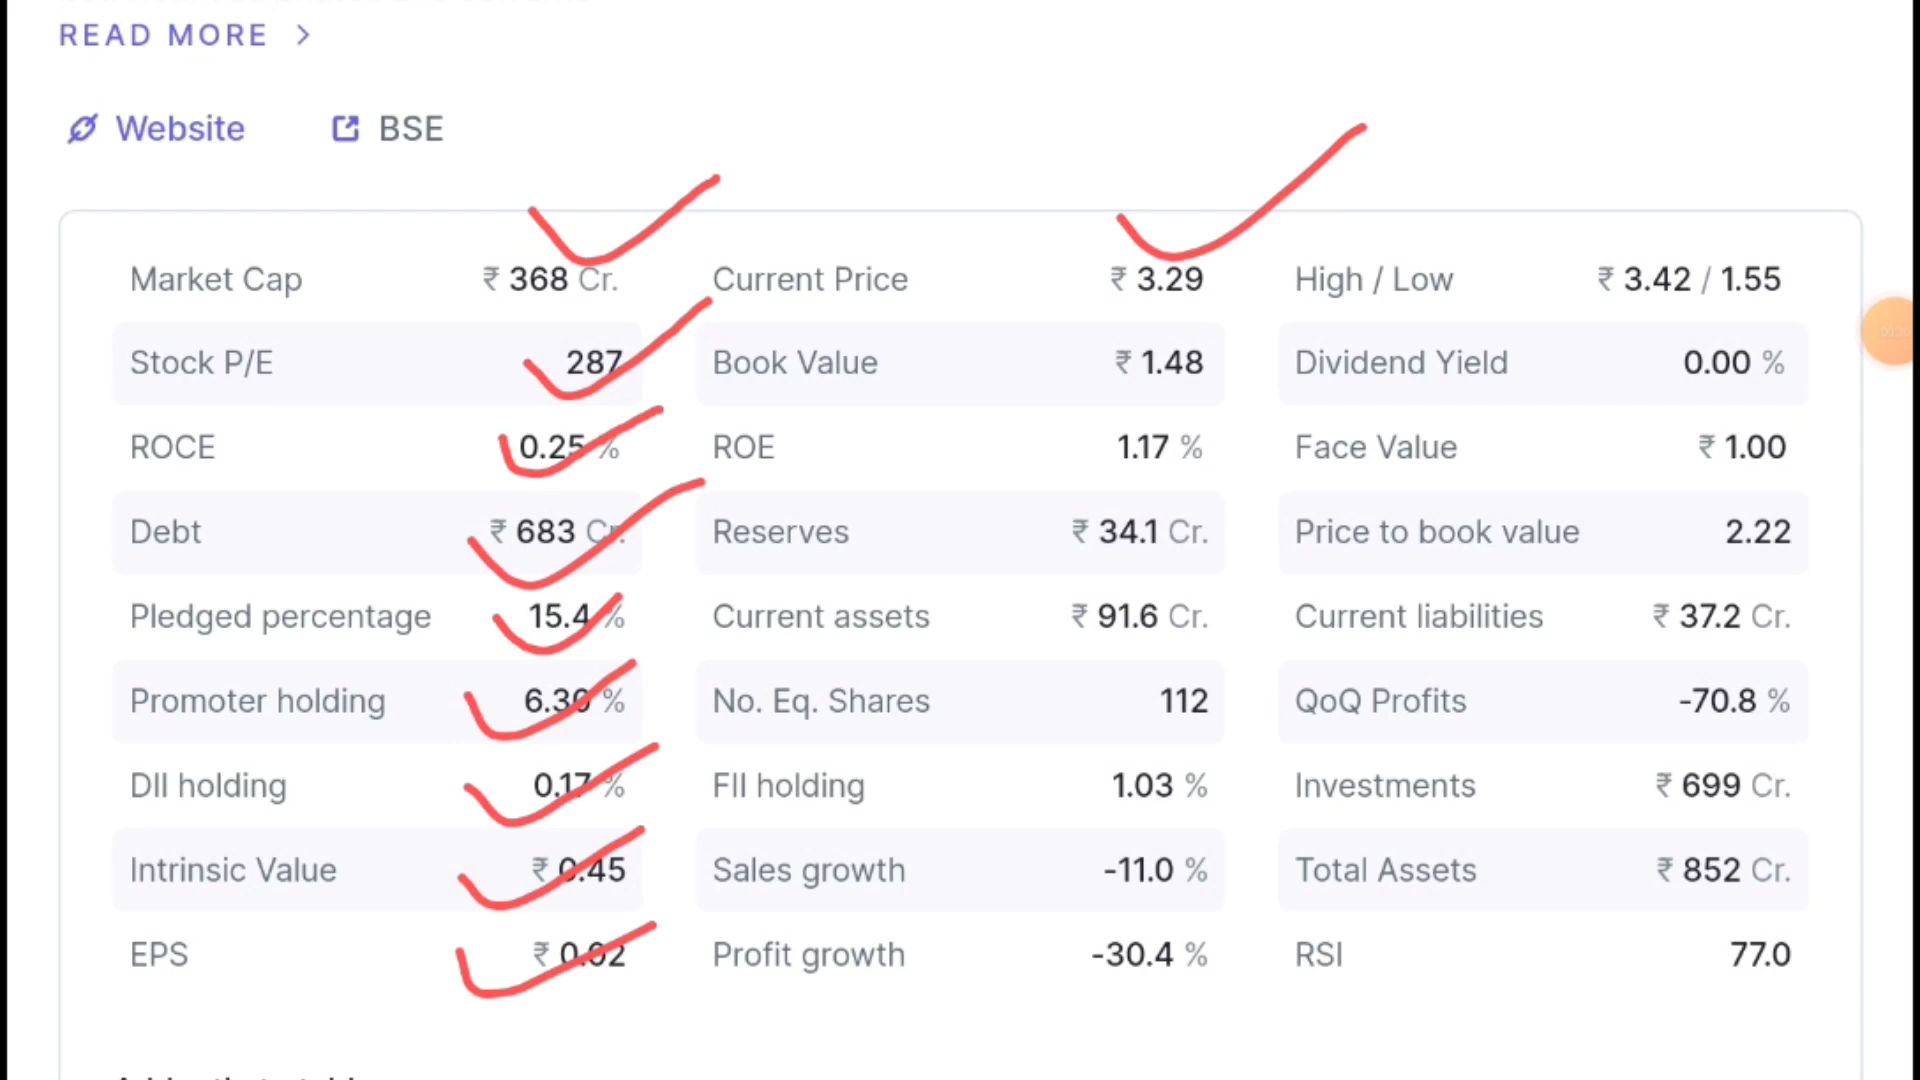 READ MORE >
Website BSE
Market Cap ₹ 368 Cr. Current Price ₹ 3.29 High / Low ₹ 3.42 / 1.55
Stock P/E 287 Book Value ₹ 1.48 Dividend Yield 0.00 %
ROCE 0.25 % ROE 1.17 % Face Value ₹ 1.00
Debt ₹ 683 Cr. Reserves ₹ 34.1 Cr. Price to book value 2.22
Pledged percentage 15.4 % Current assets ₹ 91.6 Cr. Current liabilities ₹ 37.2 Cr.
Promoter holding 6.30 % No. Eq. Shares 112 QoQ Profits -70.8 %
DII holding 0.17 % FII holding 1.03 % Investments ₹ 699 Cr.
Intrinsic Value ₹ 0.45 Sales growth -11.0 % Total Assets ₹ 852 Cr.
EPS ₹ 0.02 Profit growth -30.4 % RSI 77.0